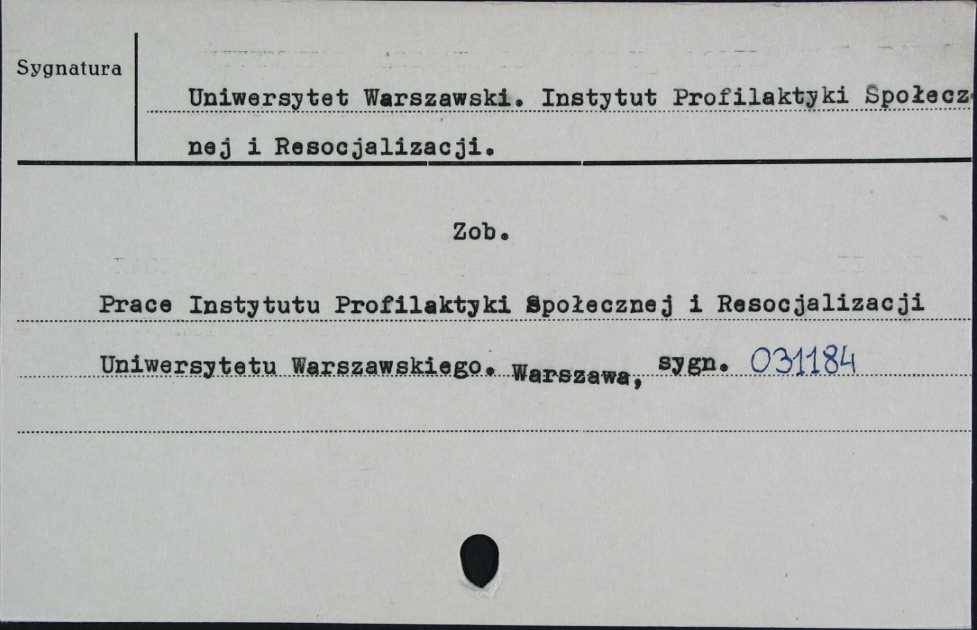 Sygnatura
Uniwersytet Warszawski. Instytut Profilaktyki Społecz-
nej i Resocjalizacji.
Zob.
Prace Instytutu Profilaktyki Społecznej i Resocjalizacji
Uniwersytetu Warszawskiego. Warszawa, sygn. 031184